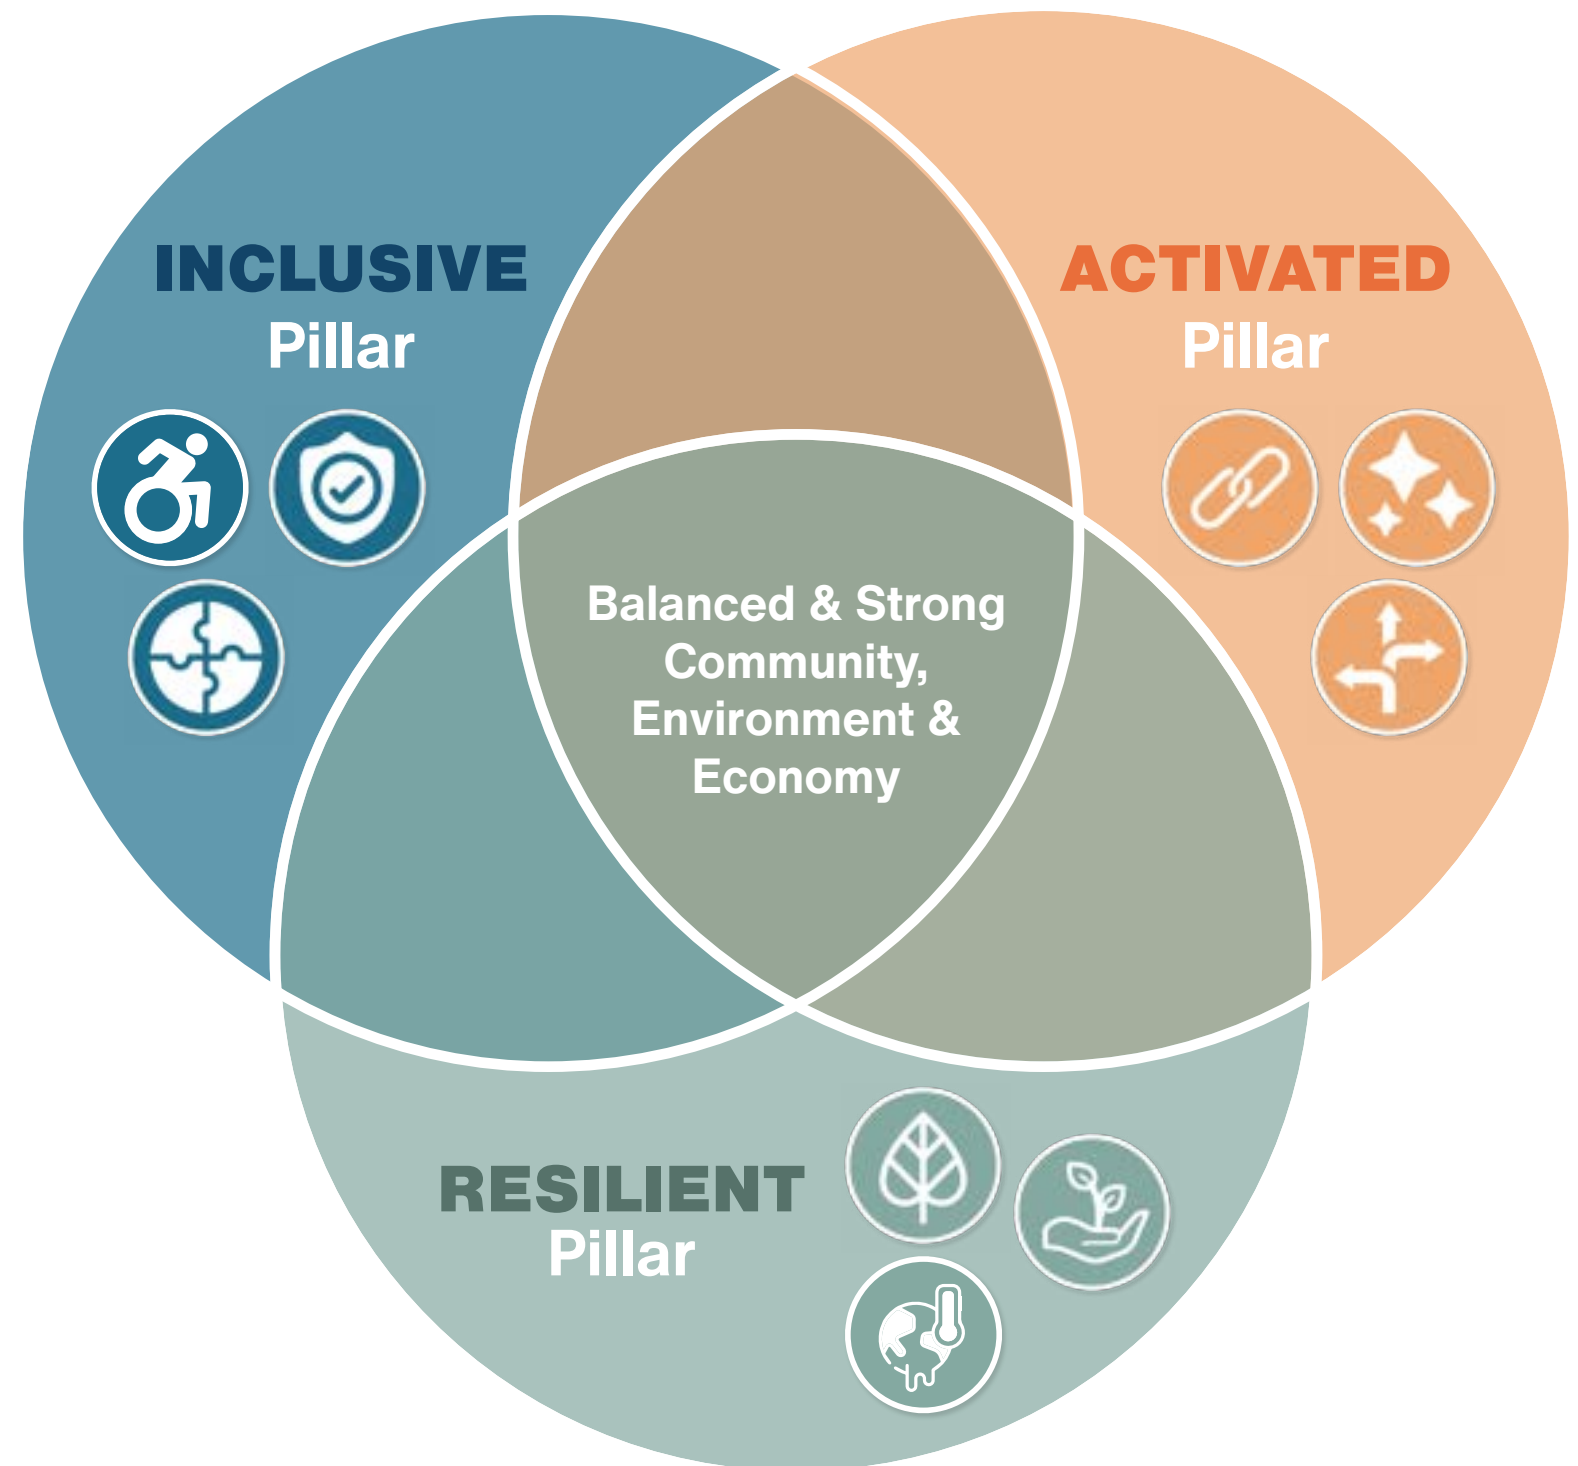 INCLUSIVE
Pillar
ACTIVATED
Pillar
Balanced & Strong
Community,
Environment &
Economy
RESILIENT
Pillar